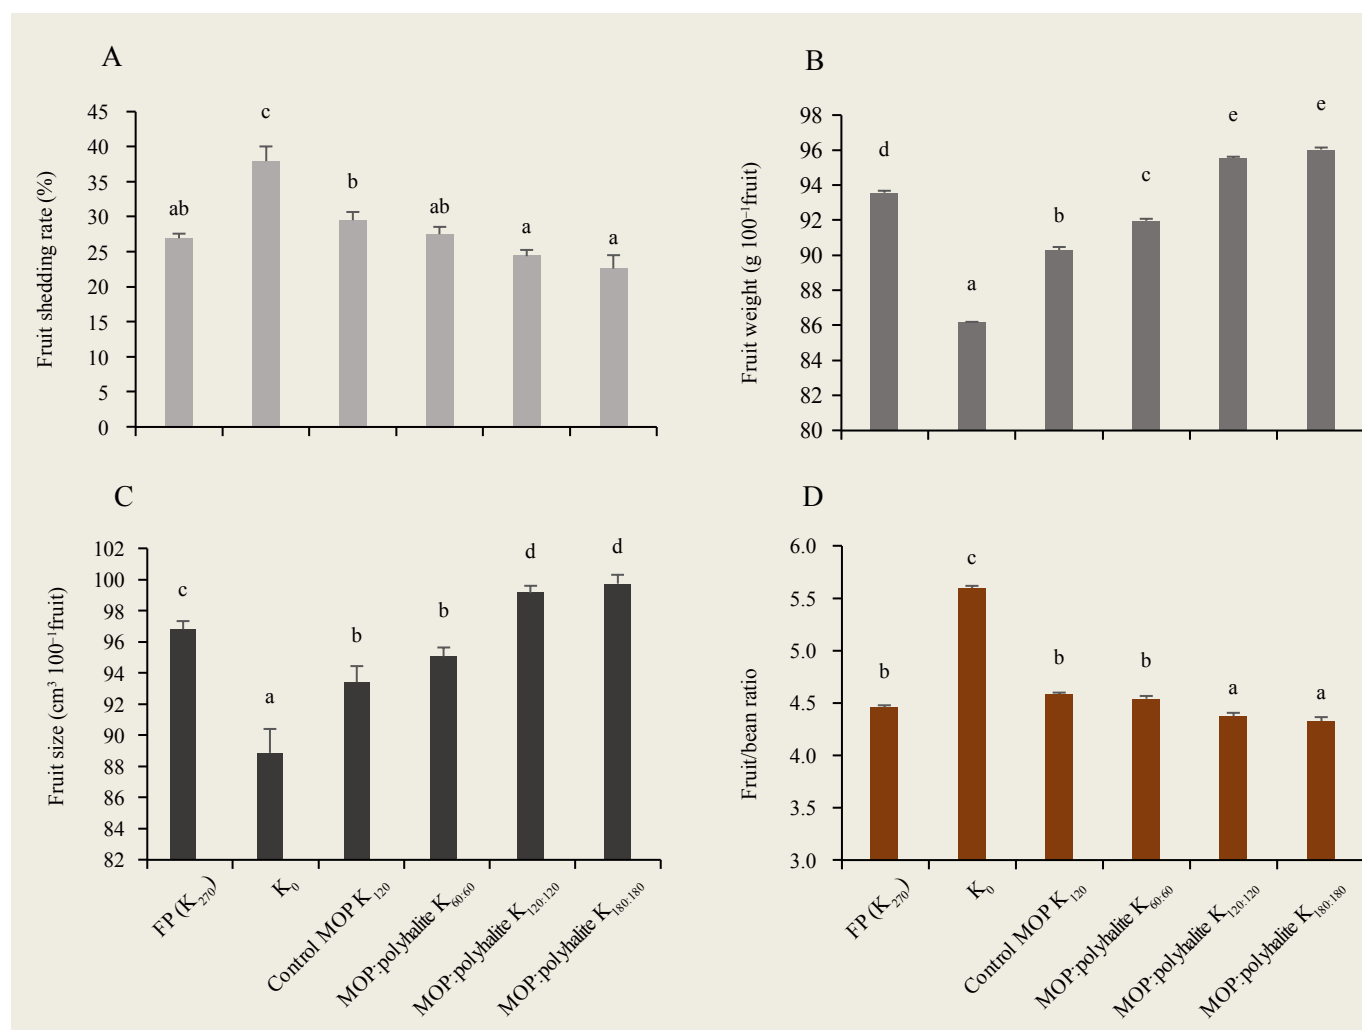 A
Fruit shedding rate (%)
45
40
35
30
25
20
15
10
5
0
ab
c
b
ab
a
a
B
Fruit weight (g 100⁻¹fruit)
98
96
94
92
90
88
86
84
82
80
d
a
b
c
e
e
C
Fruit size (cm³ 100⁻¹fruit)
102
100
98
96
94
92
90
88
86
84
82
c
a
b
b
d
d
FP (K₂₇₀)
K₀
Control MOP K₁₂₀
MOP:polyhalite K₆₀:₆₀
MOP:polyhalite K₁₂₀:₁₂₀
MOP:polyhalite K₁₈₀:₁₈₀
D
Fruit/bean ratio
6.0
5.5
5.0
4.5
4.0
3.5
3.0
b
c
b
b
a
a
FP (K₂₇₀)
K₀
Control MOP K₁₂₀
MOP:polyhalite K₆₀:₆₀
MOP:polyhalite K₁₂₀:₁₂₀
MOP:polyhalite K₁₈₀:₁₈₀